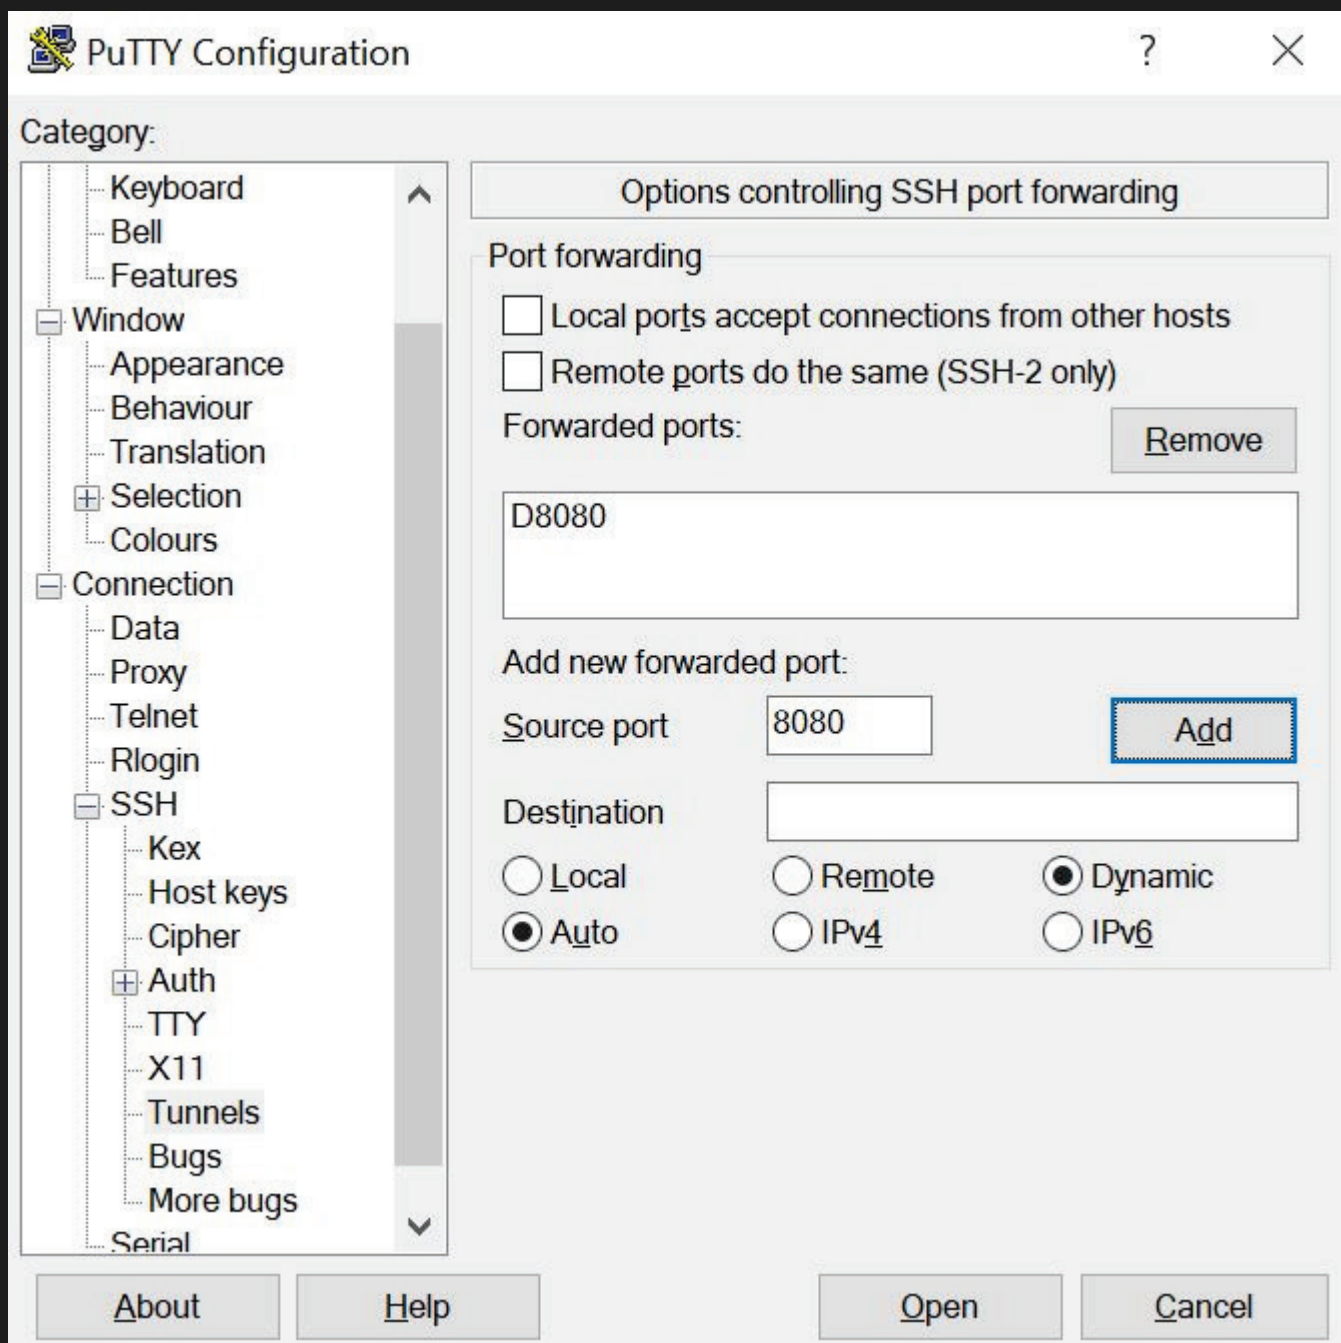 PuTTY Configuration
?
Category:
Keyboard
Bell
Features
Window
Appearance
Behaviour
Translation
Selection
Colours
Connection
Data
Proxy
Telnet
Rlogin
SSH
Kex
Host keys
Cipher
Auth
TTY
X11
Tunnels
Bugs
More bugs
Serial
Options controlling SSH port forwarding
Port forwarding
Local ports accept connections from other hosts
Remote ports do the same (SSH-2 only)
Forwarded ports:
Remove
D8080
Add new forwarded port:
Source port 8080 Add
Destination
Local Remote Dynamic
Auto IPv4 IPv6
About Help Open Cancel